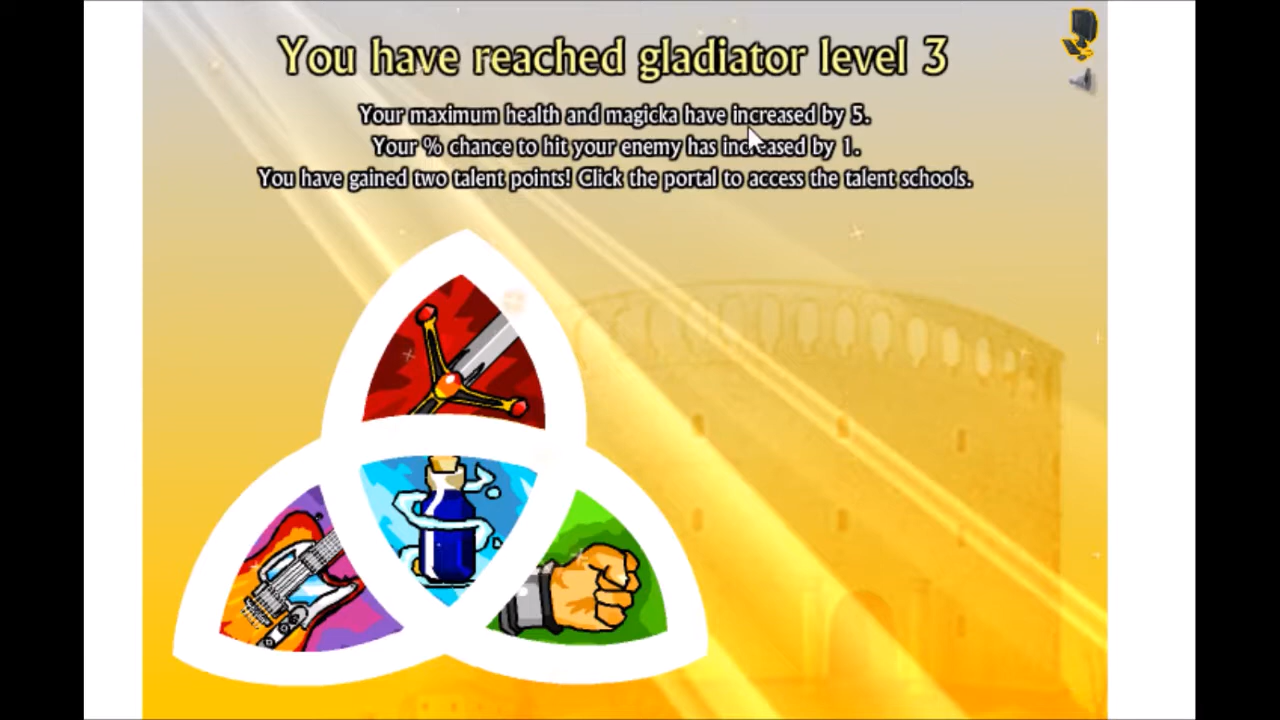 You have reached gladiator level 3
Your maximum health and magicka have increased by 5.
Your % chance to hit your enemy has increased by 1.
You have gained two talent points! Click the portal to access the talent schools.